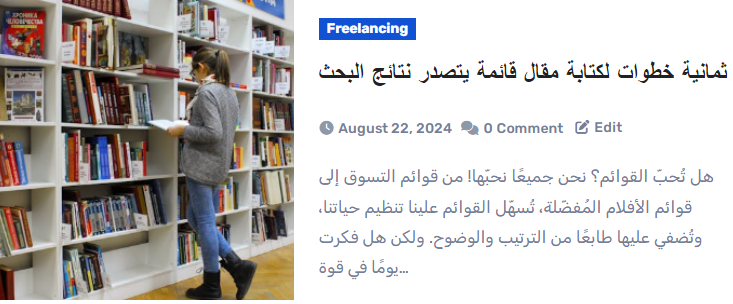 ХРОНИКА
ЧЕЛОВЕЧЕСТВА
Freelancing
ثمانية خطوات لكتابة مقال قائمة يتصدر نتائج البحث
August 22, 2024 0 Comment Edit
هل تُحبّ القوائم؟ نحن جميعًا نحبّها! من قوائم التسوق إلى
قوائم الأفلام المُفضّلة، تُسهّل القوائم علينا تنظيم حياتنا،
وتُضفي عليها طابعًا من الترتيب والوضوح. ولكن هل فكرت
يومًا في قوة…